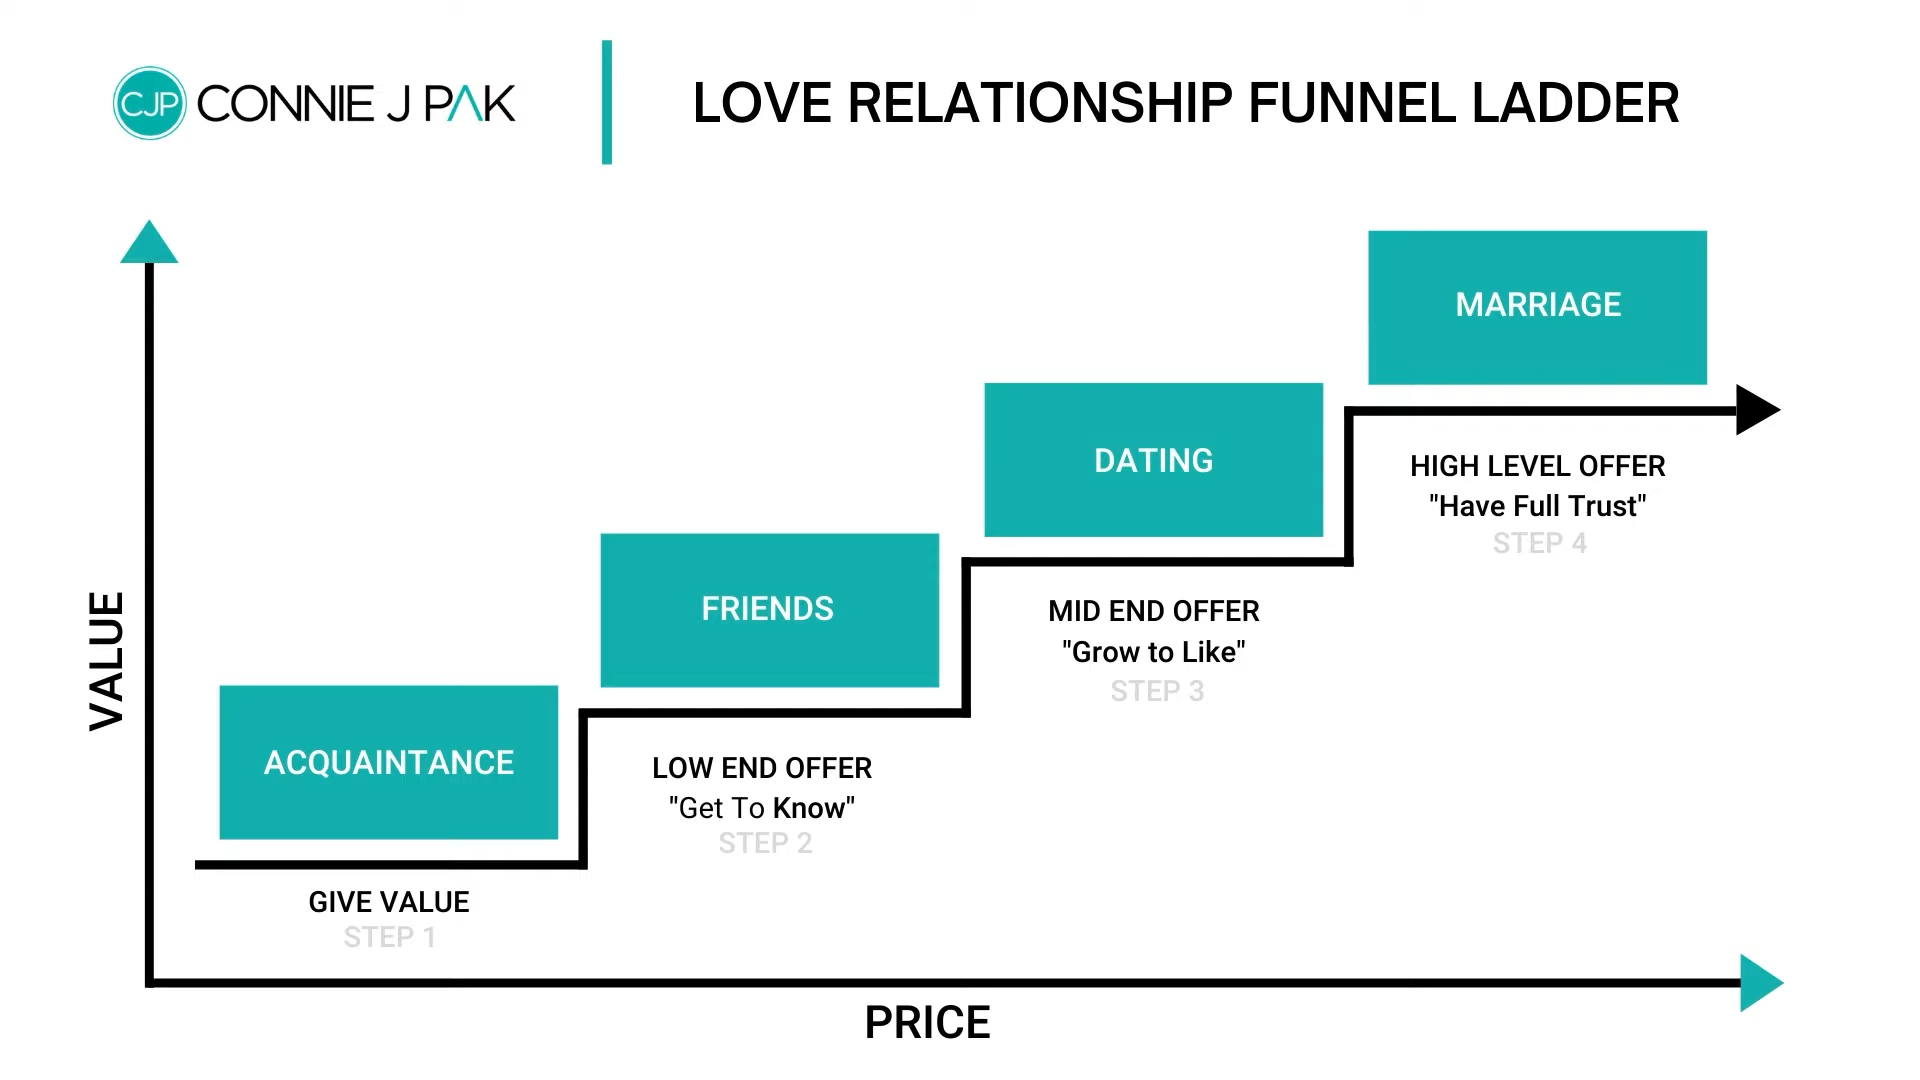 CJP CONNIE J PAK
LOVE RELATIONSHIP FUNNEL LADDER
MARRIAGE
HIGH LEVEL OFFER
"Have Full Trust"
STEP 4
DATING
MID END OFFER
"Grow to Like"
STEP 3
FRIENDS
LOW END OFFER
"Get To Know"
STEP 2
ACQUAINTANCE
GIVE VALUE
STEP 1
VALUE
PRICE